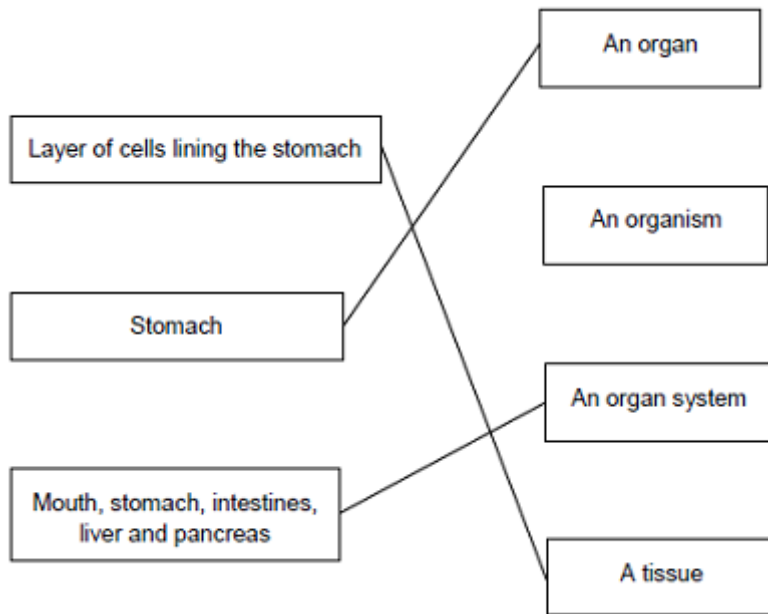 An organ
Layer of cells lining the stomach
An organism
Stomach
An organ system
Mouth, stomach, intestines,
liver and pancreas
A tissue